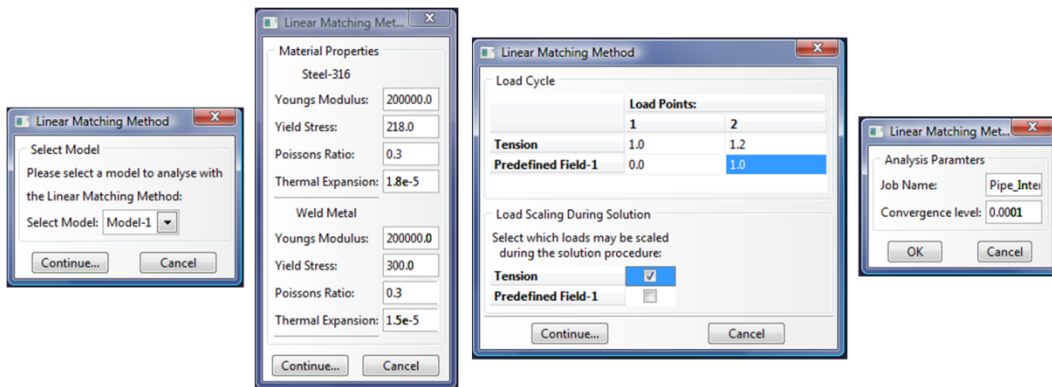 Linear Matching Method
Select Model
Please select a model to analyse with
the Linear Matching Method:
Select Model: Model-1
Continue... Cancel
Linear Matching Met...
Material Properties
Steel-316
Youngs Modulus: 200000.0
Yield Stress: 218.0
Poissons Ratio: 0.3
Thermal Expansion: 1.8e-5
Weld Metal
Youngs Modulus: 200000.0
Yield Stress: 300.0
Poissons Ratio: 0.3
Thermal Expansion: 1.5e-5
Continue... Cancel
Linear Matching Method
Load Cycle
Load Points:
1 2
Tension 1.0 1.2
Predefined Field-1 0.0 1.0
Load Scaling During Solution
Select which loads may be scaled
during the solution procedure:
Tension
Predefined Field-1
Continue... Cancel
Linear Matching Met...
Analysis Paramters
Job Name: Pipe_Inter
Convergence level: 0.0001
OK Cancel